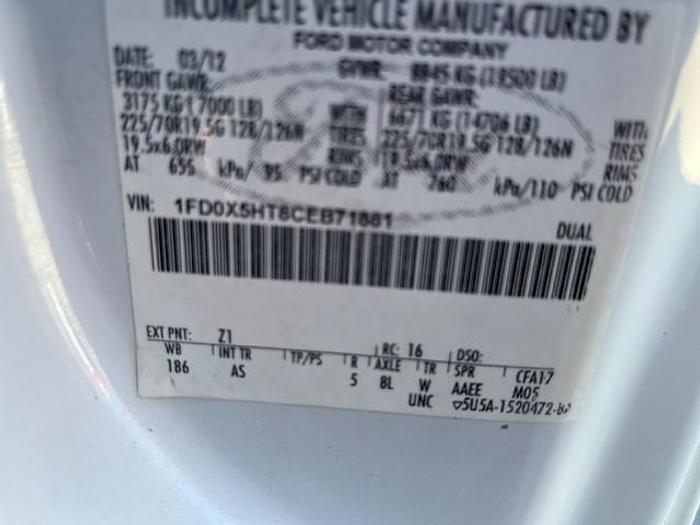 INCOMPLETE VEHICLE MANUFACTURED BY
FORD MOTOR COMPANY
DATE: 03/12 GVWR: 8845 KG (19500 LB)
FRONT GAWR: REAR GAWR:
3175 KG (7000 LB) WITH 6671 KG (14706 LB) WITH
225/70R19.5G 128/126N TIRES 225/70R19.5G 128/126N TIRES
19.5x6.0RW RIMS 19.5x6.0RW RIMS
AT 655 kPa/ 95 PSI COLD AT 760 kPa/110 PSI COLD
VIN: 1FD0X5HT8CEB71881 DUAL
EXT PNT: Z1 RC: 16 DSO:
WB INT TR TP/PS R AXLE TR SPR CFA17
186 AS 5 8L W AAEE M05
UNC 5U5A-1520472-